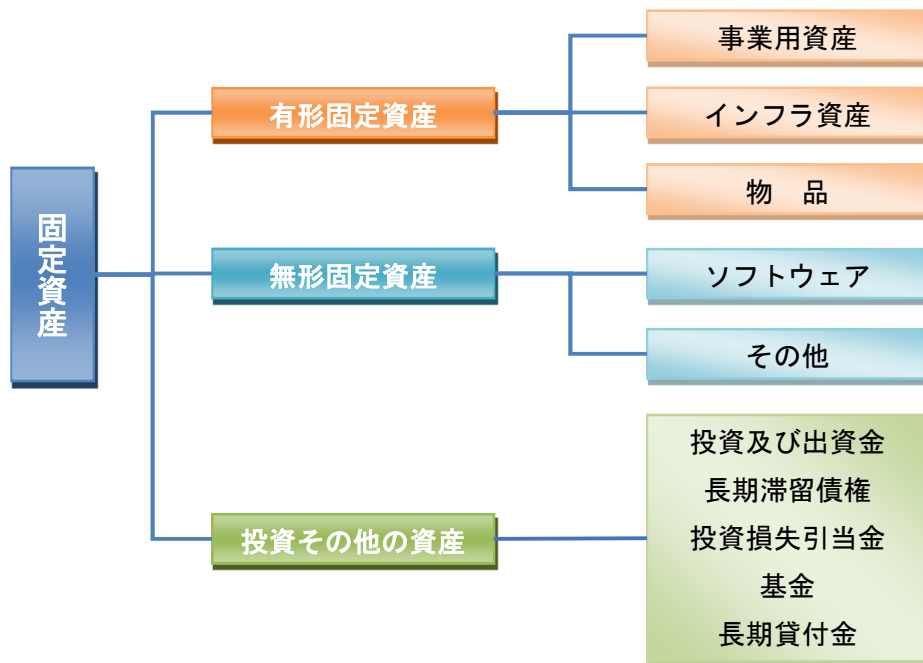 固定資産
有形固定資産
事業用資産
インフラ資産
物　品
無形固定資産
ソフトウェア
その他
投資その他の資産
投資及び出資金
長期滞留債権
投資損失引当金
基金
長期貸付金